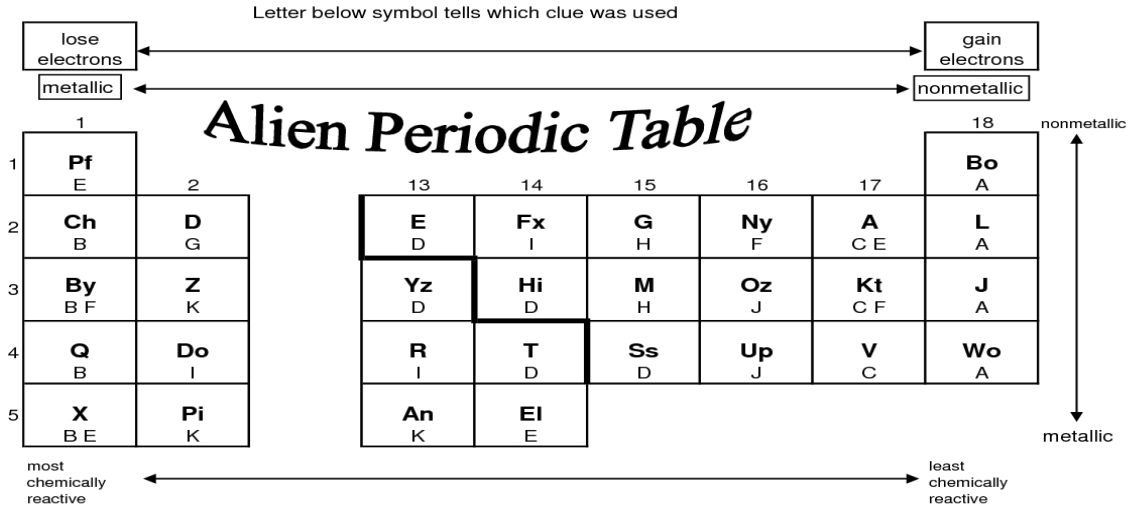 Letter below symbol tells which clue was used
lose electrons
gain electrons
metallic
nonmetallic
Alien Periodic Table
1
18
nonmetallic
1
Pf
E
Bo
A
2
13
14
15
16
17
2
Ch
B
D
G
E
D
Fx
I
G
H
Ny
F
A
C E
L
A
3
By
B F
Z
K
Yz
D
Hi
D
M
H
Oz
J
Kt
C F
J
A
4
Q
B
Do
I
R
I
T
D
Ss
D
Up
J
V
C
Wo
A
5
X
B E
Pi
K
An
K
El
E
metallic
most
chemically
reactive
least
chemically
reactive